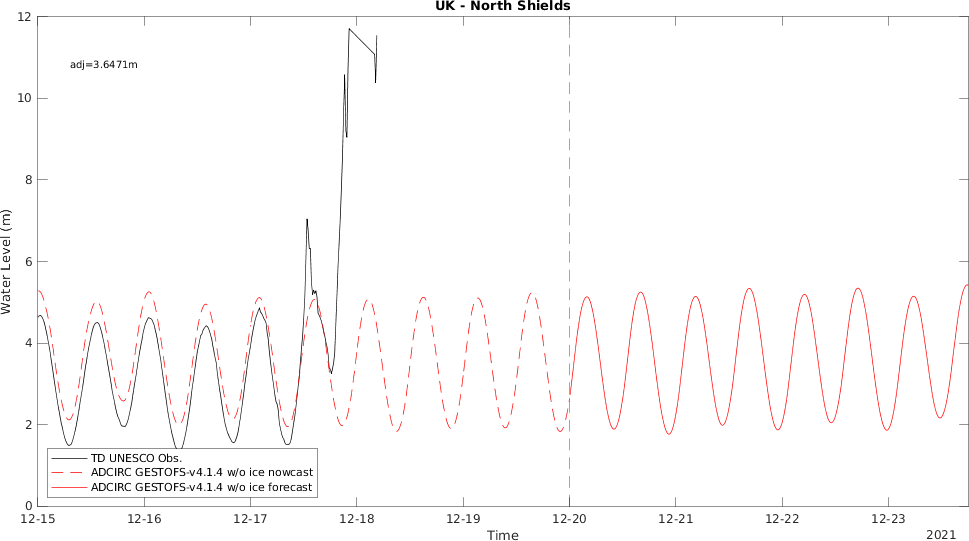 UK - North Shields
12
adj=3.6471m
10
8
6
4
2
0
Water Level (m)
TD UNESCO Obs.
ADCIRC GESTOFS-v4.1.4 w/o ice nowcast
ADCIRC GESTOFS-v4.1.4 w/o ice forecast
12-15 12-16 12-17 12-18 12-19 12-20 12-21 12-22 12-23
Time
2021